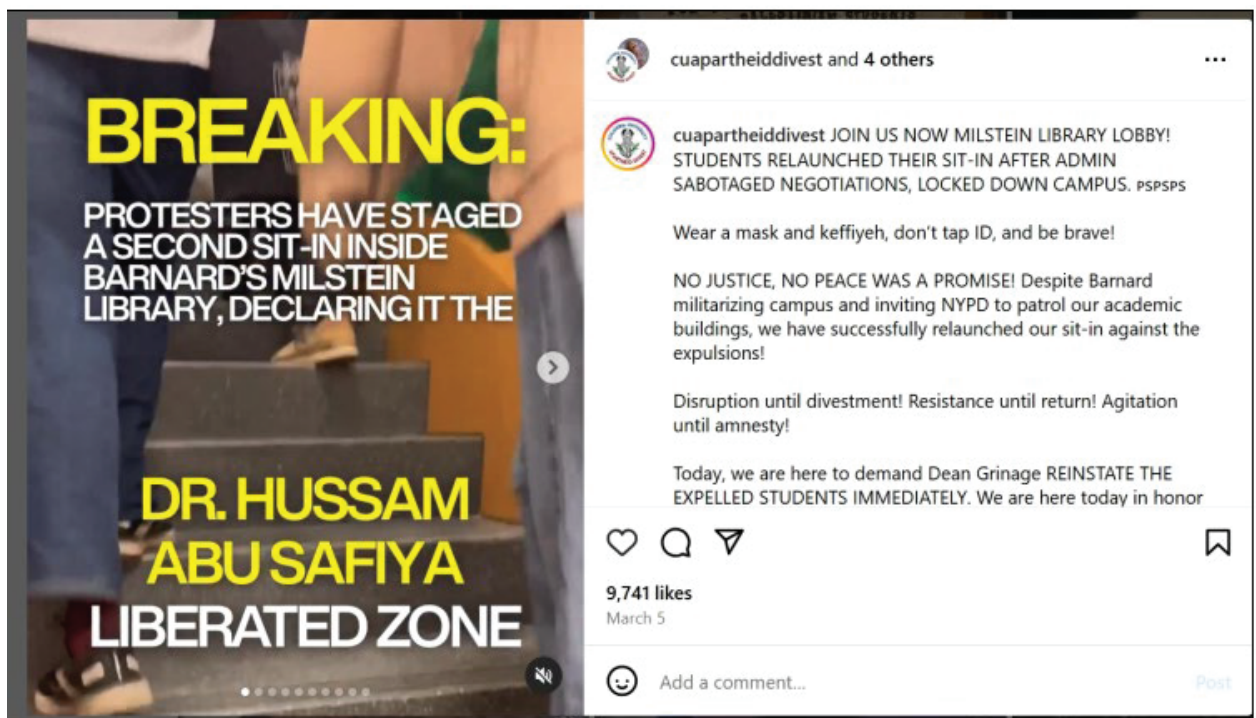 BREAKING:
PROTESTERS HAVE STAGED
A SECOND SIT-IN INSIDE
BARNARD'S MILSTEIN
LIBRARY, DECLARING IT THE
DR. HUSSAM
ABU SAFIYA
LIBERATED ZONE
cuapartheiddivest and 4 others
cuapartheiddivest JOIN US NOW MILSTEIN LIBRARY LOBBY!
STUDENTS RELAUNCHED THEIR SIT-IN AFTER ADMIN
SABOTAGED NEGOTIATIONS, LOCKED DOWN CAMPUS. PSPSPS
Wear a mask and keffiyeh, don't tap ID, and be brave!
NO JUSTICE, NO PEACE WAS A PROMISE! Despite Barnard
militarizing campus and inviting NYPD to patrol our academic
buildings, we have successfully relaunched our sit-in against the
expulsions!
Disruption until divestment! Resistance until return! Agitation
until amnesty!
Today, we are here to demand Dean Grinage REINSTATE THE
EXPELLED STUDENTS IMMEDIATELY. We are here today in honor
9,741 likes
March 5
Add a comment...
Post